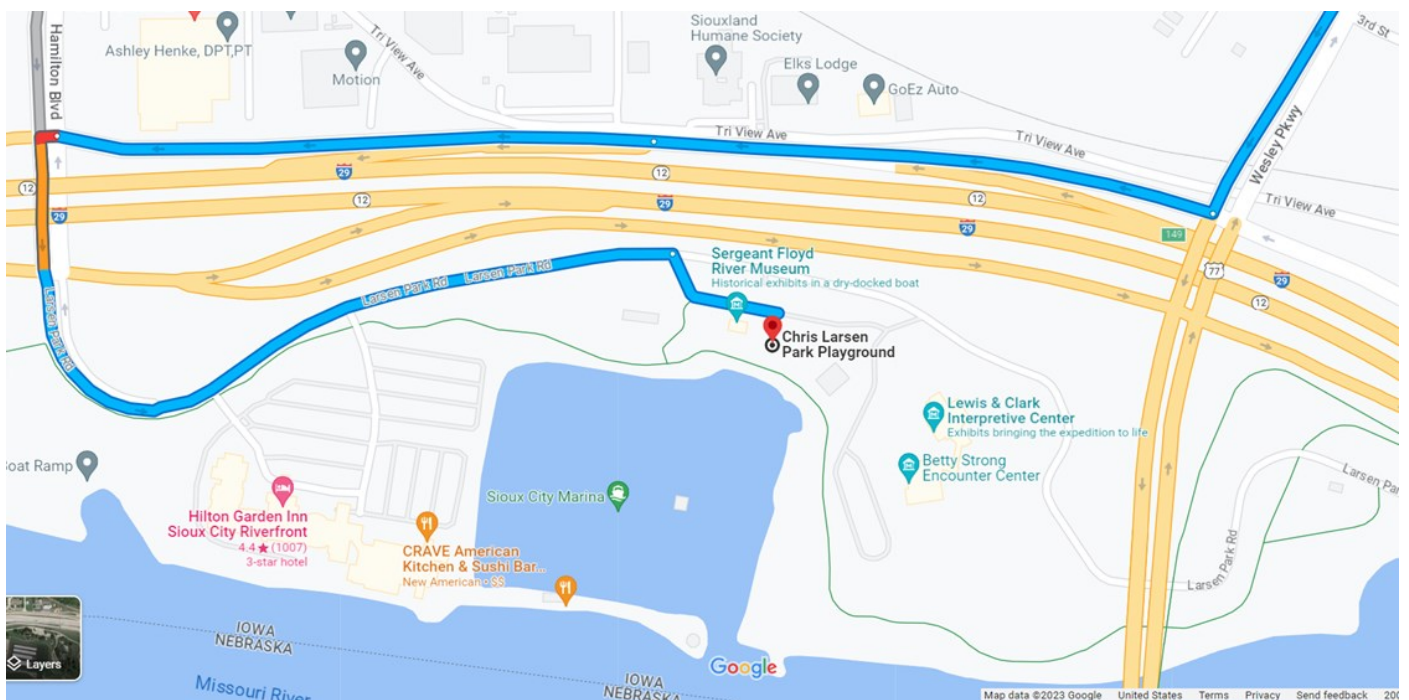 Hamilton Blvd
Ashley Henke, DPT,PT
Motion
Tri View Ave
Siouxland
Humane Society
Elks Lodge
GoEz Auto
3rd St
Wesley Pkwy
Tri View Ave
Tri View Ave
Tri View Ave
12
29
29
12
12
29
29
12
149
77
29
12
Larsen Park Rd
Larsen Park Rd
Larsen Park Rd
Sergeant Floyd
River Museum
Historical exhibits in a dry-docked boat
Chris Larsen
Park Playground
Lewis & Clark
Interpretive Center
Exhibits bringing the expedition to life
Betty Strong
Encounter Center
Larsen Pa
Larsen Park Rd
Boat Ramp
Hilton Garden Inn
Sioux City Riverfront
4.4★(1007)
3-star hotel
Sioux City Marina
CRAVE American
Kitchen & Sushi Bar...
New American • $$
IOWA
NEBRASKA
IOWA
NEBRASKA
Missouri River
Layers
Google
Map data ©2023 Google United States Terms Privacy Send feedback 200